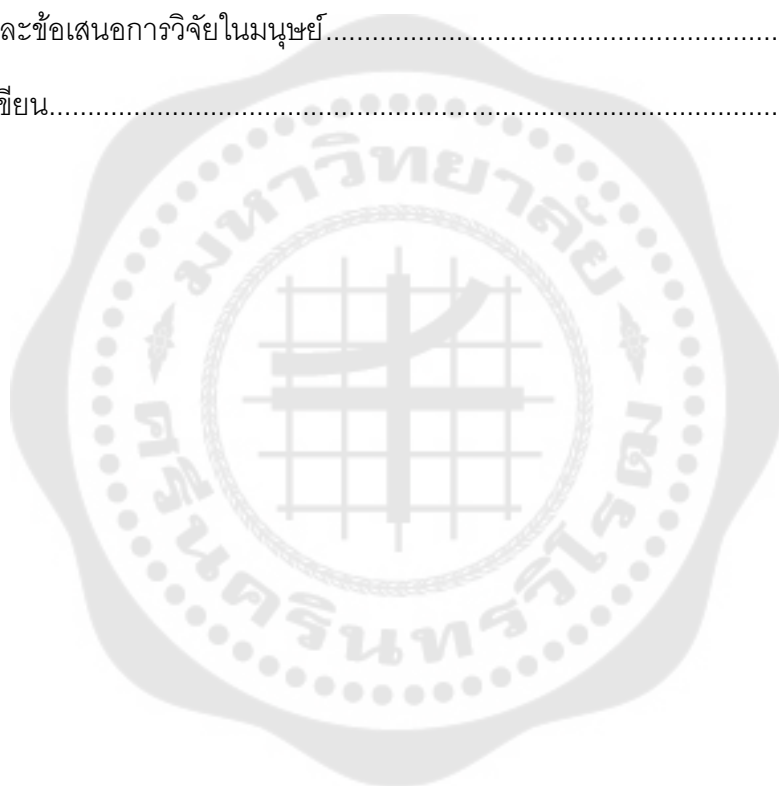 ละข้อเสนอการวิจัยในมนุษย์........................................................................
ขียน................................................................................................
มหาวิทยาลัย
ศรีนครินทรวิโรฒ